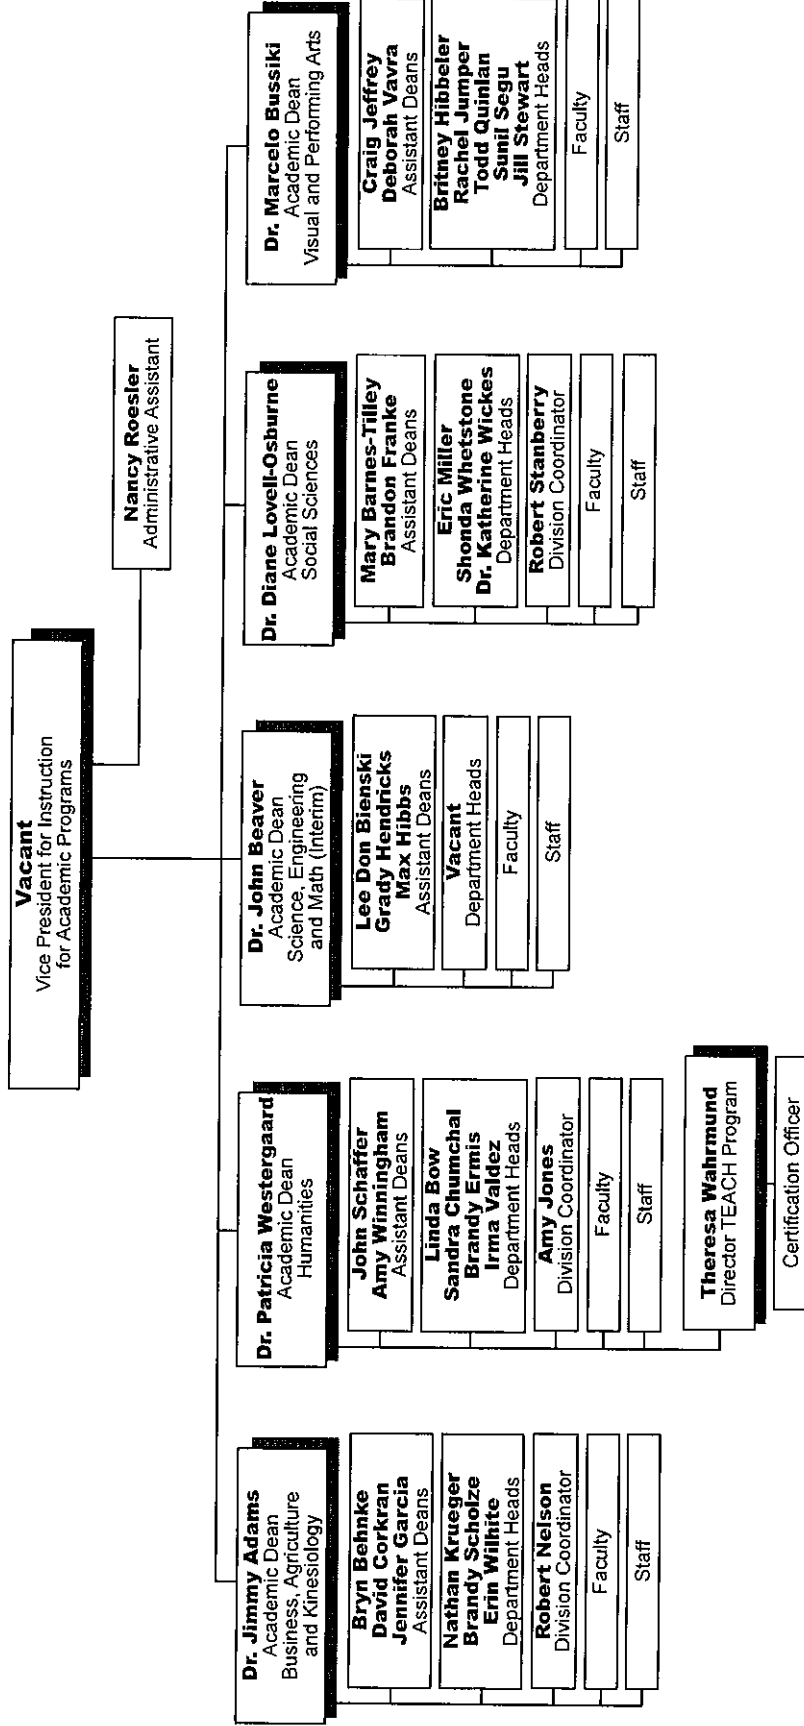 Vacant
Vice President for Instruction
for Academic Programs
Nancy Roesler
Administrative Assistant
Dr. Jimmy Adams
Academic Dean
Business, Agriculture
and Kinesiology
Bryn Behnke
David Corkran
Jennifer Garcia
Assistant Deans
Nathan Krueger
Brandy Scholze
Erin Wilhite
Department Heads
Robert Nelson
Division Coordinator
Faculty
Staff
Dr. Patricia Westergaard
Academic Dean
Humanities
John Schaffer
Amy Winningham
Assistant Deans
Linda Bow
Sandra Chumchal
Brandy Ermis
Irma Valdez
Department Heads
Amy Jones
Division Coordinator
Faculty
Staff
Theresa Wahrmund
Director TEACH Program
Certification Officer
Dr. John Beaver
Academic Dean
Science, Engineering
and Math (Interim)
Lee Don Bienski
Grady Hendricks
Max Hibbs
Assistant Deans
Vacant
Department Heads
Faculty
Staff
Dr. Diane Lovell-Osburne
Academic Dean
Social Sciences
Mary Barnes-Tilley
Brandon Franke
Assistant Deans
Eric Miller
Shonda Whetstone
Dr. Katherine Wickes
Department Heads
Robert Stanberry
Division Coordinator
Faculty
Staff
Dr. Marcelo Bussiki
Academic Dean
Visual and Performing Arts
Craig Jeffrey
Deborah Vavra
Assistant Deans
Britney Hibbeler
Rachel Jumper
Todd Quinlan
Sunil Segu
Jill Stewart
Department Heads
Faculty
Staff